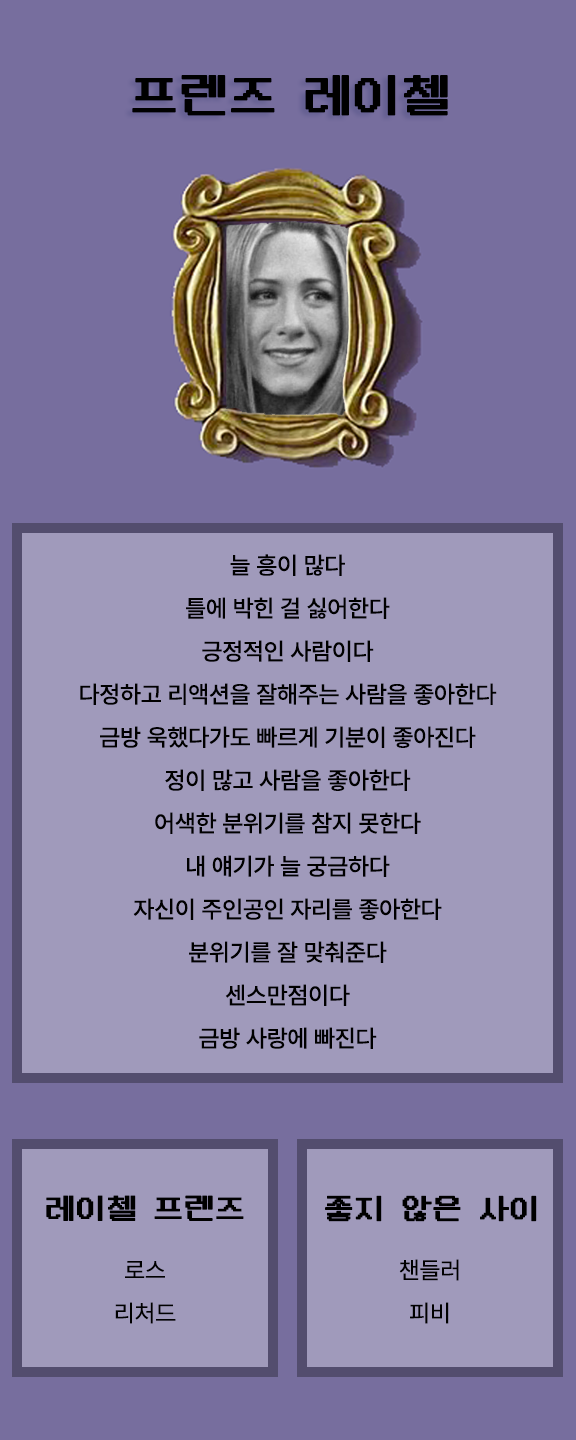 프렌즈 레이첼
늘 흥이 많다
틀에 박힌 걸 싫어한다
긍정적인 사람이다
다정하고 리액션을 잘해주는 사람을 좋아한다
금방 욱했다가도 빠르게 기분이 좋아진다
정이 많고 사람을 좋아한다
어색한 분위기를 참지 못한다
내 얘기가 늘 궁금하다
자신이 주인공인 자리를 좋아한다
분위기를 잘 맞춰준다
센스만점이다
금방 사랑에 빠진다
레이첼 프렌즈
로스
리처드
좋지 않은 사이
챈들러
피비